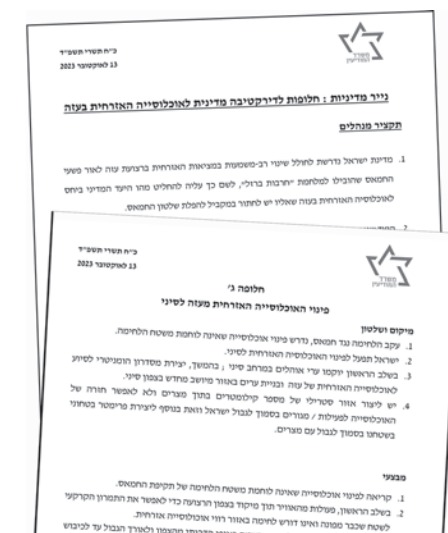 משרד
המודיעין
כ"ח תשרי תשפ"ד
13 לאוקטובר 2023
נייר מדיניות : חלופות לדירקטיבה מדינית לאוכלוסייה האזרחית בעזה
תקציר מנהלים
1. מדינת ישראל נדרשת לחולל שינוי רב-משמעות במציאות האזרחית ברצועת עזה לאור פשעי
החמאס שהובילו למלחמת "חרבות ברזל", לשם כך עליה להחליט מהו היעד המדיני ביחס
לאוכלוסייה האזרחית בעזה שאליו יש לחתור במקביל להפלת שלטון החמאס.
2.
משרד
המודיעין
כ"ח תשרי תשפ"ד
13 לאוקטובר 2023
חלופה ג'
פינוי האוכלוסייה האזרחית מעזה לסיני
מיקום ושלטון
1. עקב הלחימה נגד חמאס, נדרש פינוי אוכלוסייה שאינה לוחמת משטח הלחימה.
2. ישראל תפעל לפינוי האוכלוסיה האזרחית לסיני.
3. בשלב הראשון יוקמו ערי אוהלים במרחב סיני ; בהמשך, יצירת מסדרון הומניטרי לסיוע
לאוכלוסייה האזרחית של עזה ובניית ערים באזור מיושב מחדש בצפון סיני.
4. יש ליצור אזור סטרילי של מספר קילומטרים בתוך מצרים ולא לאפשר חזרה של
האוכלוסייה לפעילות / מגורים בסמוך לגבול ישראל וזאת בנוסף ליצירת פרימטר בטחוני
בשטחנו בסמוך לגבול עם מצרים.
מבצעי
1. קריאה לפינוי אוכלוסייה שאינה לוחמת משטח הלחימה של תקיפת החמאס.
2. בשלב הראשון, פעילות מהאוויר תוך מיקוד בצפון הרצועה כדי לאפשר את התמרון הקרקעי
לשטח שכבר מפונה ואינו דורש לחימה באזור רווי אוכלוסייה אזרחית.